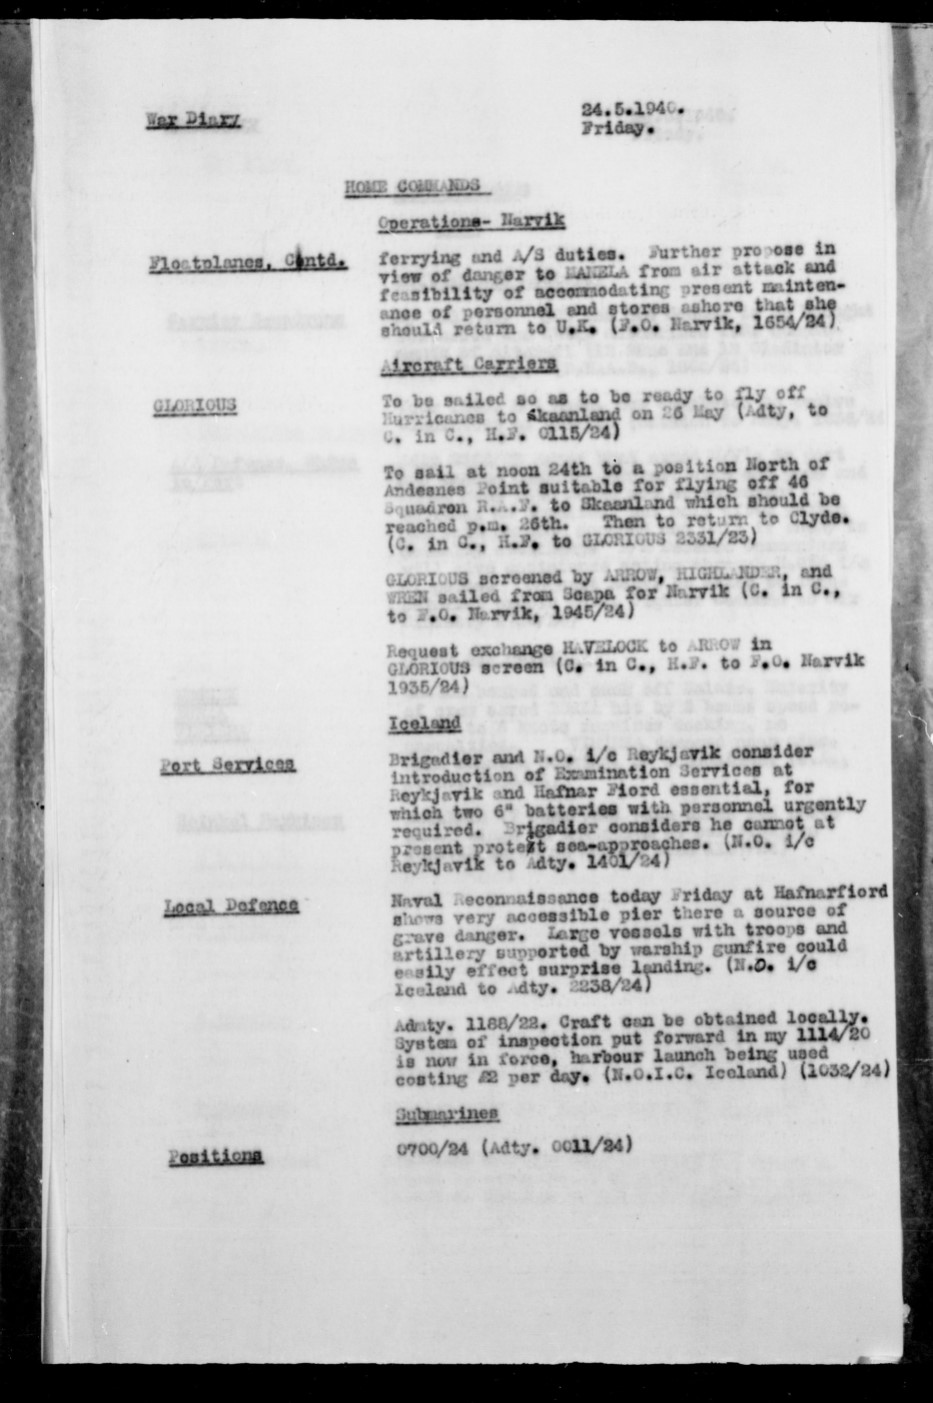 War Diary
24.5.1940.
Friday.
HOME COMMANDS
Operations- Narvik
Floatplanes, Contd.
ferrying and A/S duties. Further propose in
view of danger to MANELA from air attack and
feasibility of accommodating present mainten-
ance of personnel and stores ashore that she
should return to U.K. (F.O. Narvik, 1654/24)
Aircraft Carriers
GLORIOUS
To be sailed so as to be ready to fly off
Hurricanes to Skaanland on 26 May (Adty, to
C. in C., H.F. 0115/24)
To sail at noon 24th to a position North of
Andesnes Point suitable for flying off 46
Squadron R.A.F. to Skaanland which should be
reached p.m. 26th. Then to return to Clyde.
(C. in C., H.F. to GLORIOUS 2331/23)
GLORIOUS screened by ARROW, HIGHLANDER, and
WREN sailed from Scapa for Narvik (C. in C.,
to F.O. Narvik, 1945/24)
Request exchange HAVELOCK to ARROW in
GLORIOUS screen (C. in C., H.F. to F.O. Narvik
1935/24)
Iceland
Port Services
Brigadier and N.O. i/c Reykjavik consider
introduction of Examination Services at
Reykjavik and Hafnar Fiord essential, for
which two 6" batteries with personnel urgently
required. Brigadier considers he cannot at
present protect sea-approaches. (N.O. i/c
Reykjavik to Adty. 1401/24)
Local Defence
Naval Reconnaissance today Friday at Hafnarfiord
shows very accessible pier there a source of
grave danger. Large vessels with troops and
artillery supported by warship gunfire could
easily effect surprise landing. (N.O. i/c
Iceland to Adty. 2238/24)
Admty. 1188/22. Craft can be obtained locally.
System of inspection put forward in my 1114/20
is now in force, harbour launch being used
costing £2 per day. (N.O.I.C. Iceland) (1032/24)
Submarines
Positions
0700/24 (Adty. 0011/24)